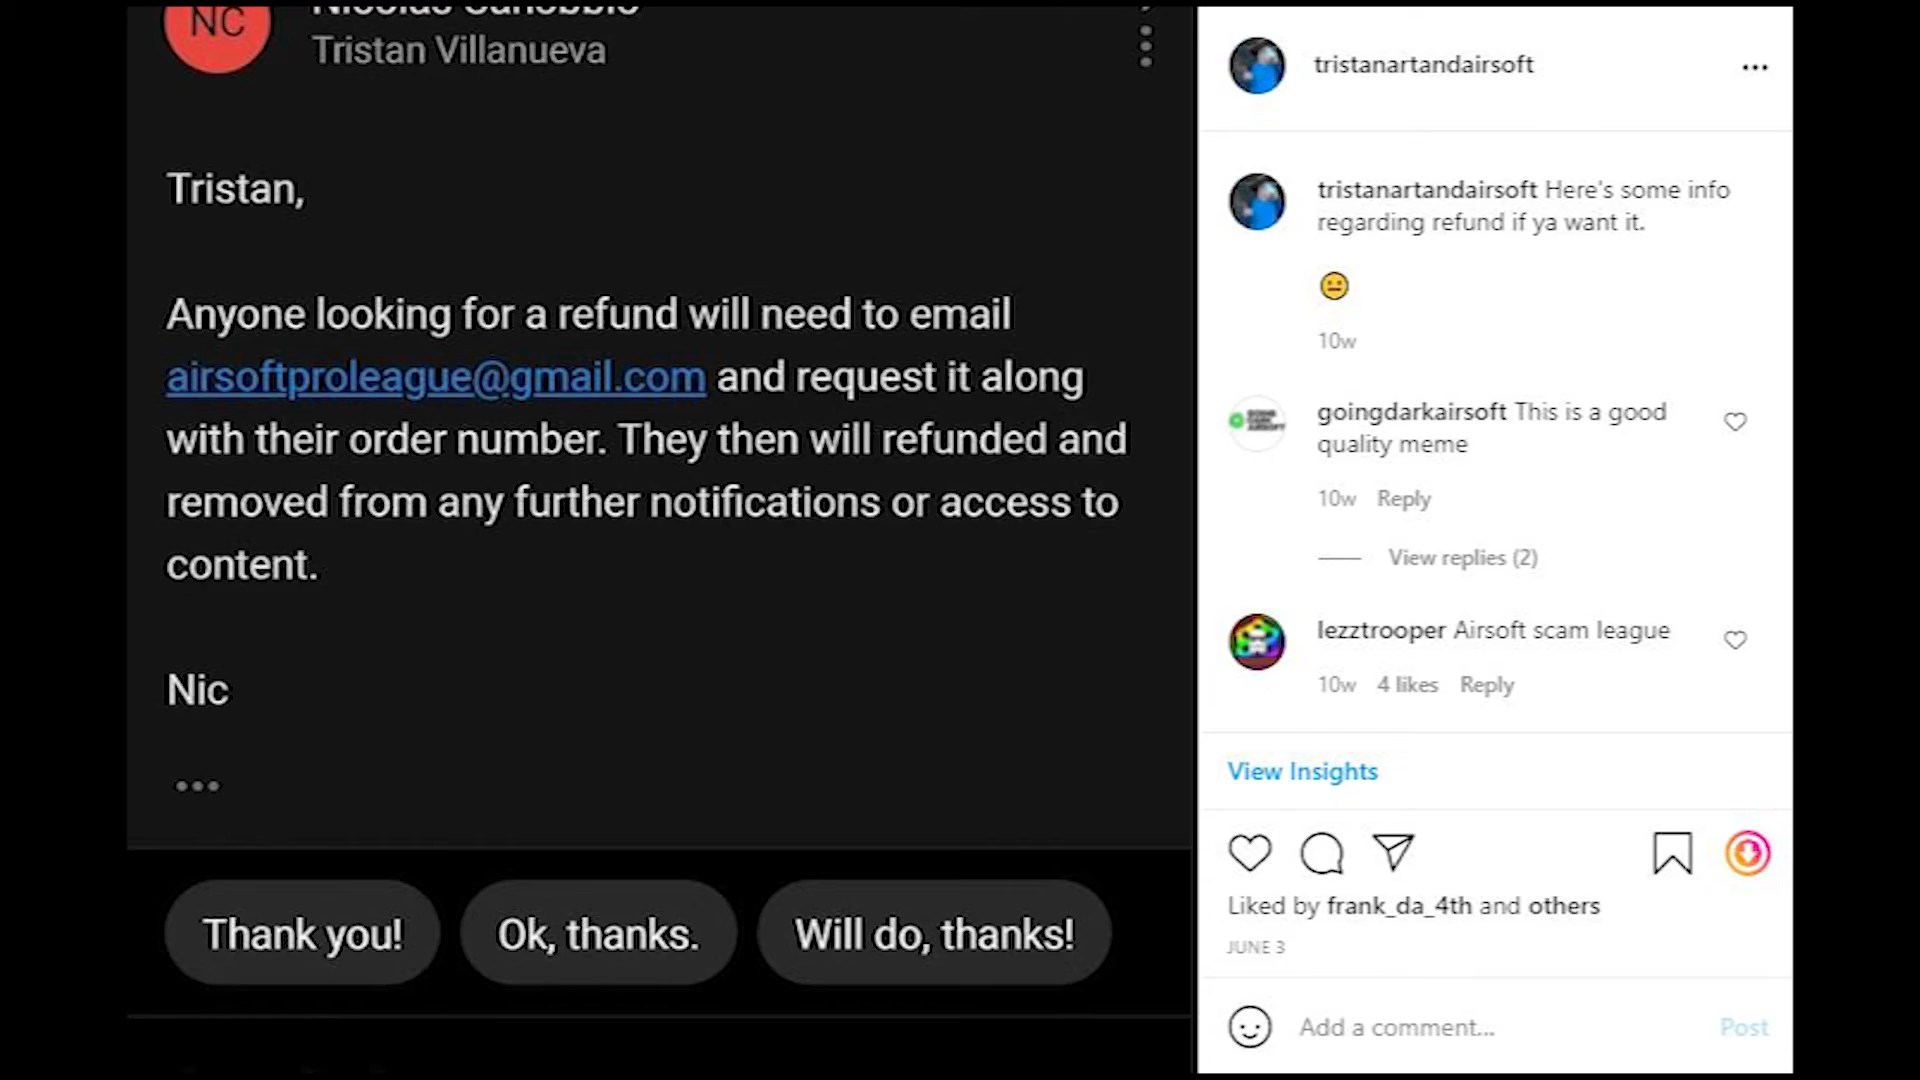 NC
Tristan Villanueva
Tristan,
Anyone looking for a refund will need to email
airsoftproleague@gmail.com and request it along
with their order number. They then will refunded and
removed from any further notifications or access to
content.
Nic
Thank you!
Ok, thanks.
Will do, thanks!
tristanartandairsoft
tristanartandairsoft Here's some info
regarding refund if ya want it.
10w
goingdarkairsoft This is a good
quality meme
10w Reply
View replies (2)
lezztrooper Airsoft scam league
10w 4 likes Reply
View Insights
Liked by frank_da_4th and others
JUNE 3
Add a comment...
Post